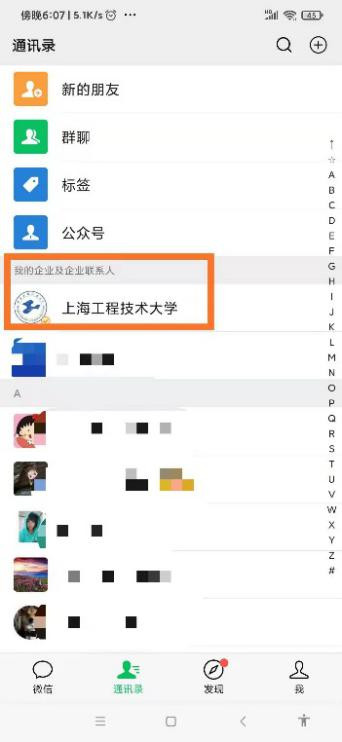 傍晚6:07 | 5.1K/s
45
通讯录
新的朋友
群聊
标签
公众号
我的企业及企业联系人
上海工程技术大学
A
↑
☆
A
B
C
D
E
F
G
H
I
J
K
L
M
N
O
P
Q
R
S
T
U
V
W
X
Y
Z
#
微信
通讯录
发现
我